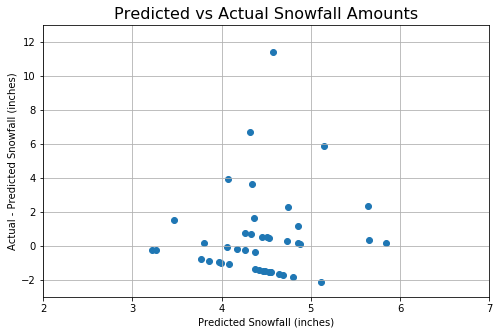 Predicted vs Actual Snowfall Amounts
12
10
8
6
4
2
0
−2
Actual - Predicted Snowfall (inches)
2 3 4 5 6 7
Predicted Snowfall (inches)